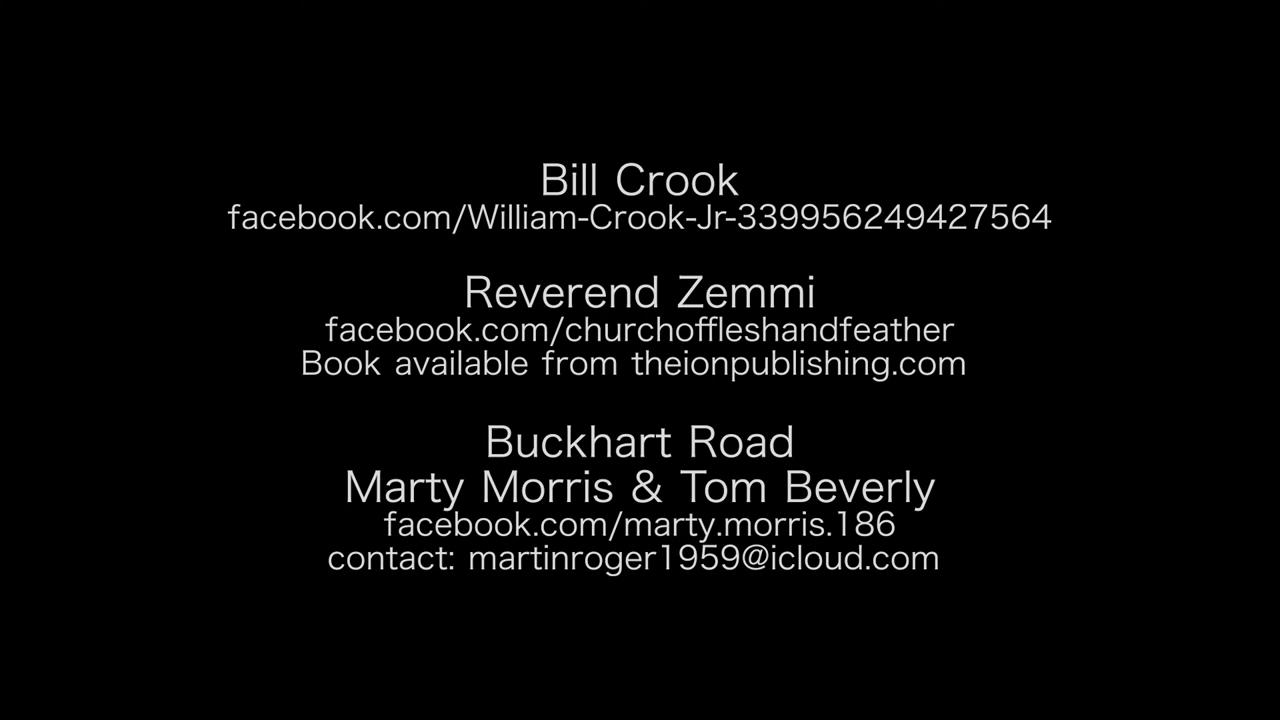 Bill Crook
facebook.com/William-Crook-Jr-339956249427564
Reverend Zemmi
facebook.com/churchoffleshandfeather
Book available from theionpublishing.com
Buckhart Road
Marty Morris & Tom Beverly
facebook.com/marty.morris.186
contact: martinroger1959@icloud.com